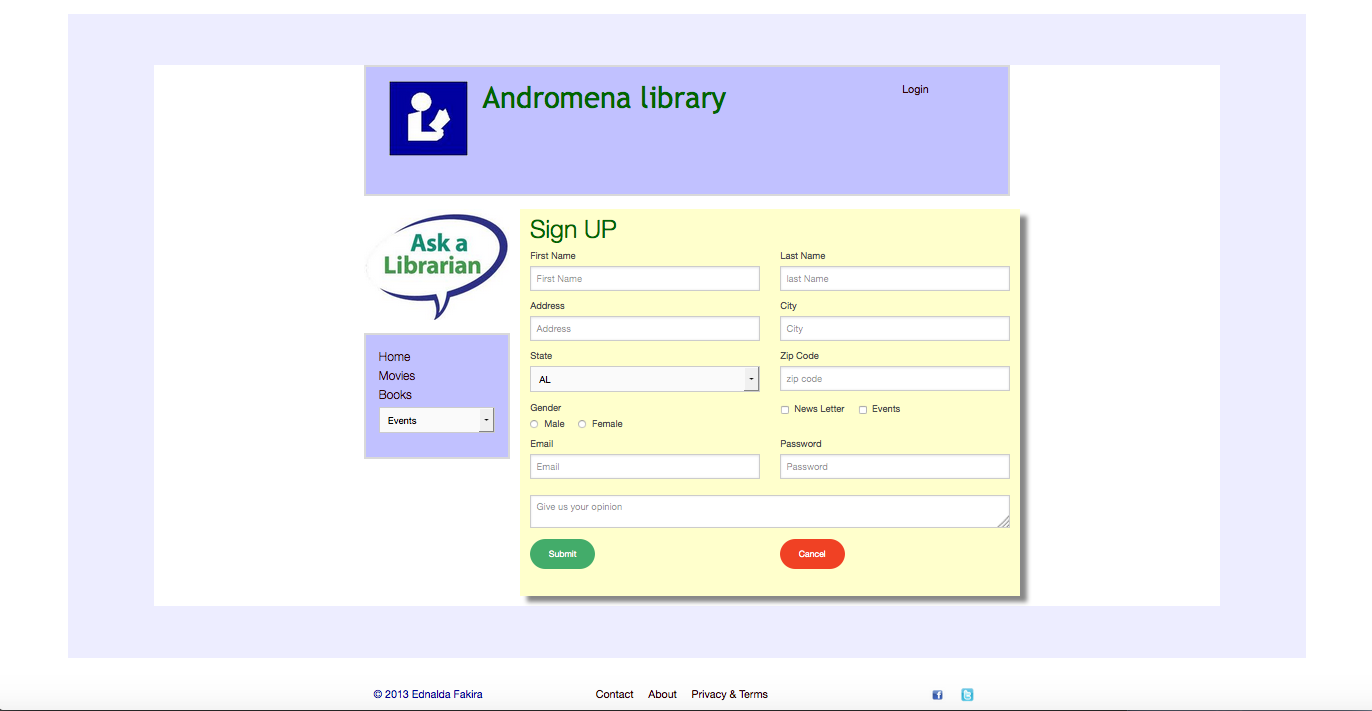 Andromena library
Login
Ask a
Librarian
Home
Movies
Books
Events
Sign UP
First Name Last Name
First Name last Name
Address City
Address City
State Zip Code
AL zip code
Gender News Letter Events
Male Female
Email Password
Email Password
Give us your opinion
Submit Cancel
© 2013 Ednalda Fakira Contact About Privacy & Terms